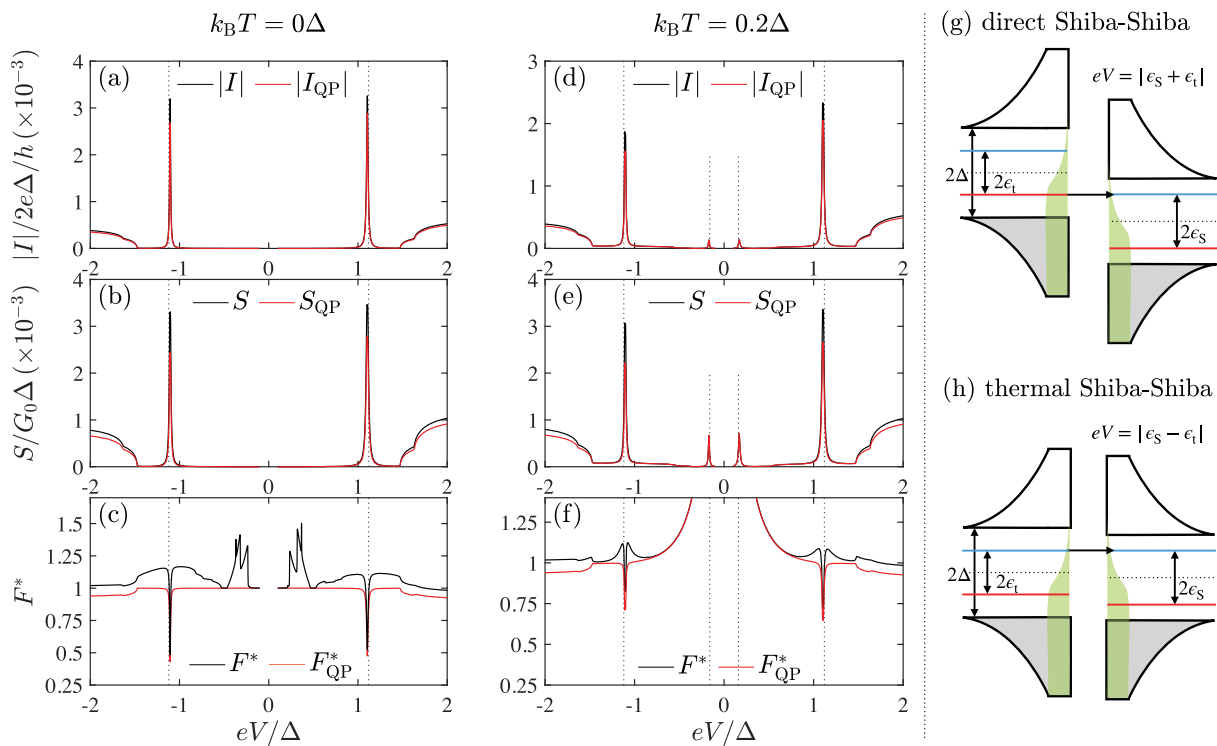 k_B T = 0Δ
k_B T = 0.2Δ
(a)
|I| |I_QP|
|I|/2eΔ/h (×10⁻³)
4
3
2
1
0
-2 -1 0 1 2
(b)
S S_QP
S/G₀Δ (×10⁻³)
4
3
2
1
0
-2 -1 0 1 2
(c)
F* F*_QP
F*
1.5
1.25
1
0.75
0.5
0.25
-2 -1 0 1 2
eV/Δ
(d)
|I| |I_QP|
4
3
2
1
0
-2 -1 0 1 2
(e)
S S_QP
4
3
2
1
0
-2 -1 0 1 2
(f)
F* F*_QP
1.25
1
0.75
0.5
0.25
-2 -1 0 1 2
eV/Δ
(g) direct Shiba-Shiba
eV = |ϵ_S + ϵ_t|
2Δ
2ϵ_t
2ϵ_S
(h) thermal Shiba-Shiba
eV = |ϵ_S − ϵ_t|
2Δ
2ϵ_t
2ϵ_S